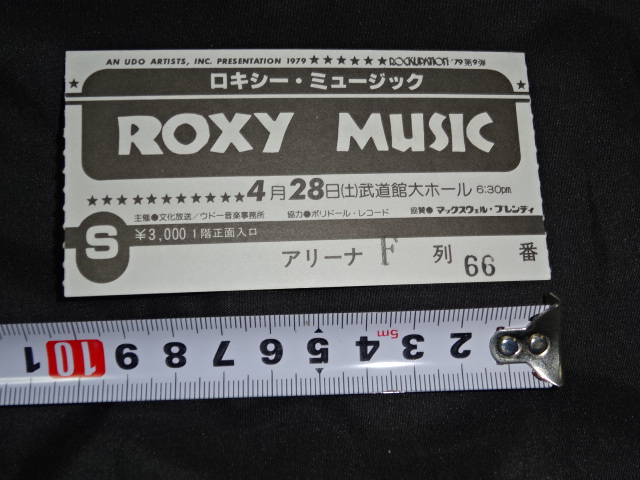 AN UDO ARTISTS, INC. PRESENTATION 1979 ★★★★★★ ROCKUPATION '79 第9弾
★ ロキシー・ミュージック ★
ROXY MUSIC
★★★★★★★★★★★ 4月28日(土)武道館大ホール 6:30pm
主催●文化放送/ウドー音楽事務所 協力●ポリドール・レコード 協賛●マックスウェル・ブレンディ
S ¥3,000 1階正面入口
アリーナ F 列 66 番
1 10 9 8 7 6 5 4 3 2
5m